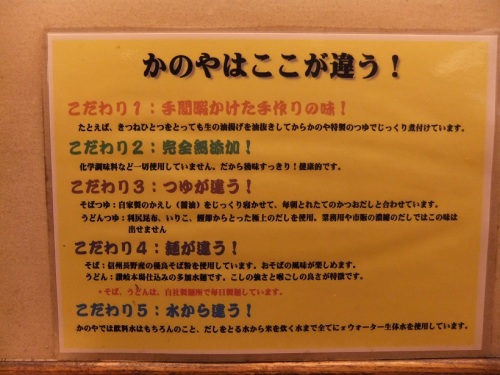 かのやはここが違う！
こだわり１：手間暇かけた手作りの味！
たとえば、きつねひとつをとっても生の油揚げを油抜きしてからかのや特製のつゆでじっくり煮付けています。
こだわり２：完全無添加！
化学調味料など一切使用していません。だから後味すっきり！健康的です。
こだわり３：つゆが違う！
そばつゆ：自家製のかえし（醤油）をじっくり寝かせて、毎朝とれたてのかつおだしと合わせています。
うどんつゆ：利尻昆布、いりこ、鰹節からとった極上のだしを使用。業務用や市販の濃縮のだしではこの味は
出せません
こだわり４：麺が違う！
そば：信州長野産の優良そば粉を使用しています。おそばの風味が楽しめます。
うどん：讃岐本場仕込みの多加水麺です。こしの強さと喉ごしの良さが特徴です。
＊そば、うどんは、自社製麺所で毎日製麺しています。
こだわり５：水から違う！
かのやでは飲料水はもちろんのこと、だしをとる水から米を炊く水まで全てにπウォーター生体水を使用しています。